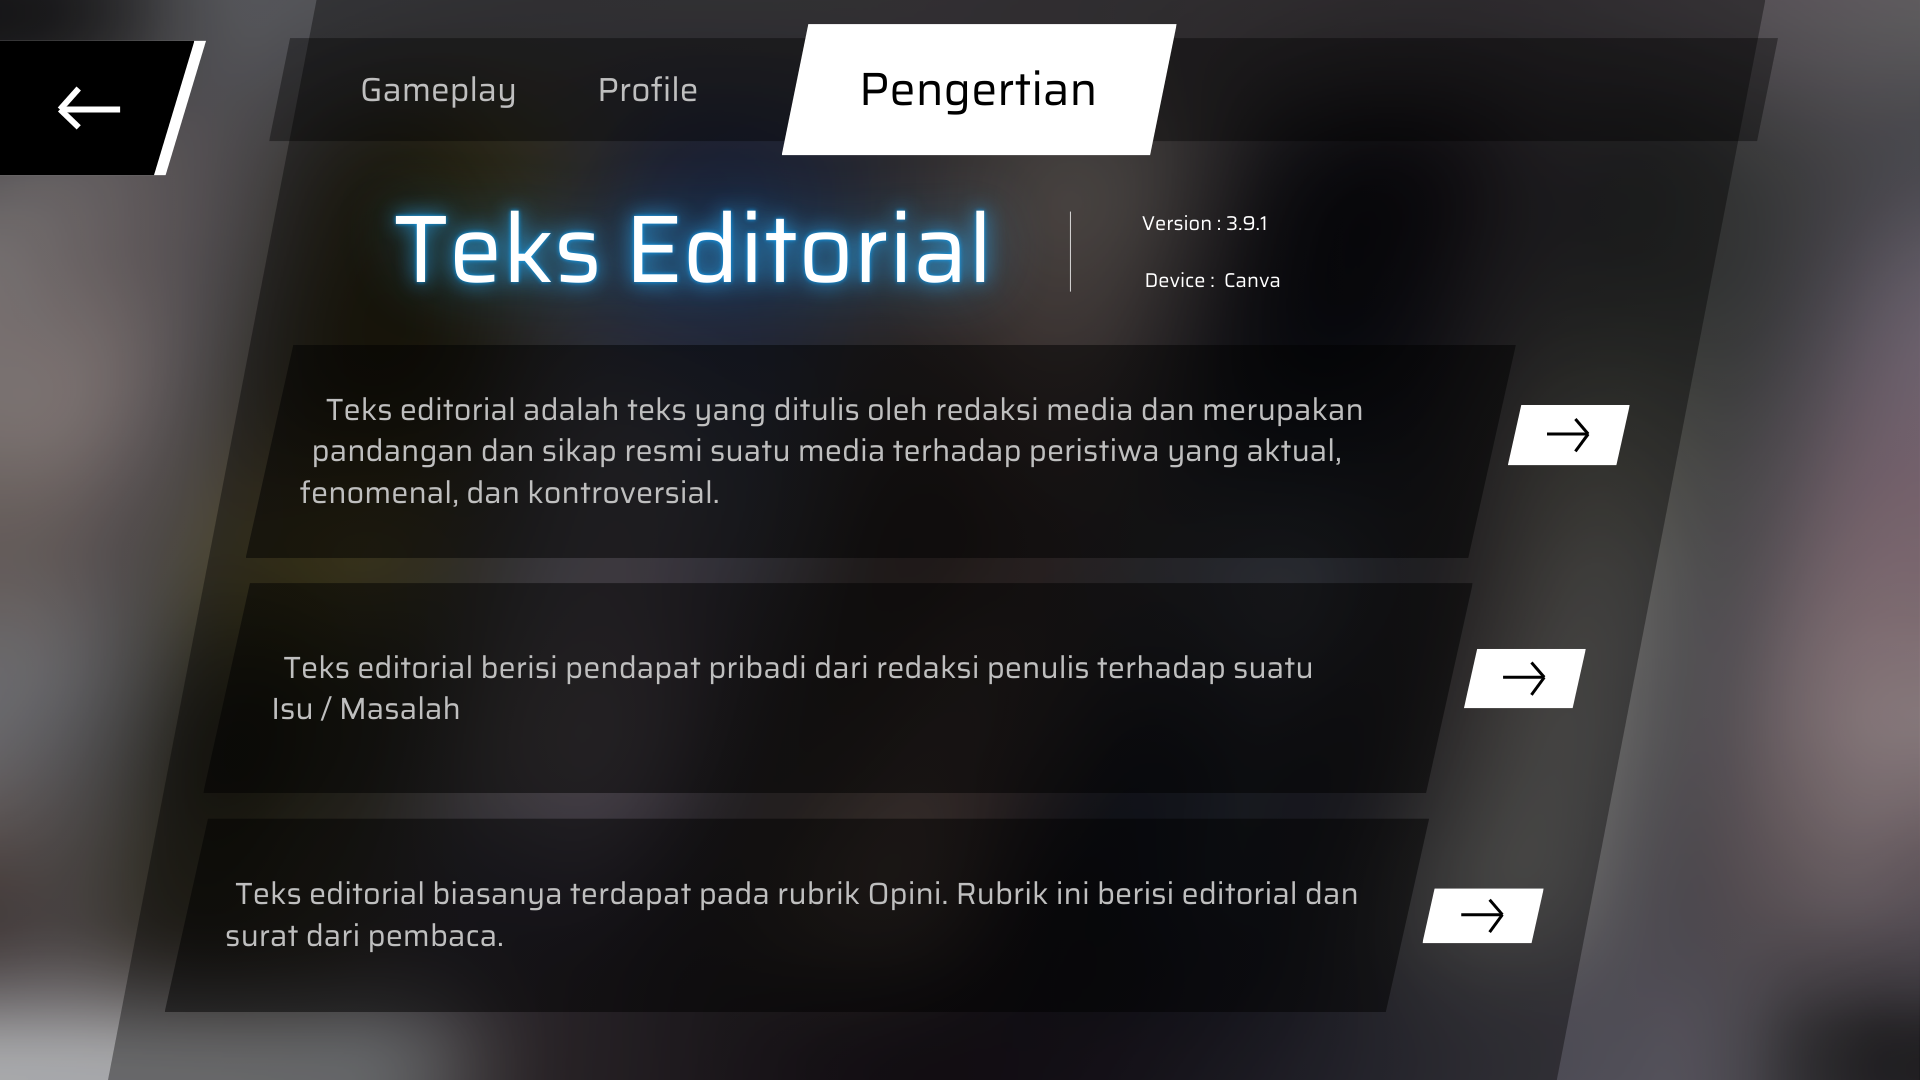 Gameplay
Profile
Pengertian
Teks Editorial
Version : 3.9.1
Device : Canva
Teks editorial adalah teks yang ditulis oleh redaksi media dan merupakan
pandangan dan sikap resmi suatu media terhadap peristiwa yang aktual,
fenomenal, dan kontroversial.
Teks editorial berisi pendapat pribadi dari redaksi penulis terhadap suatu
Isu / Masalah
Teks editorial biasanya terdapat pada rubrik Opini. Rubrik ini berisi editorial dan
surat dari pembaca.